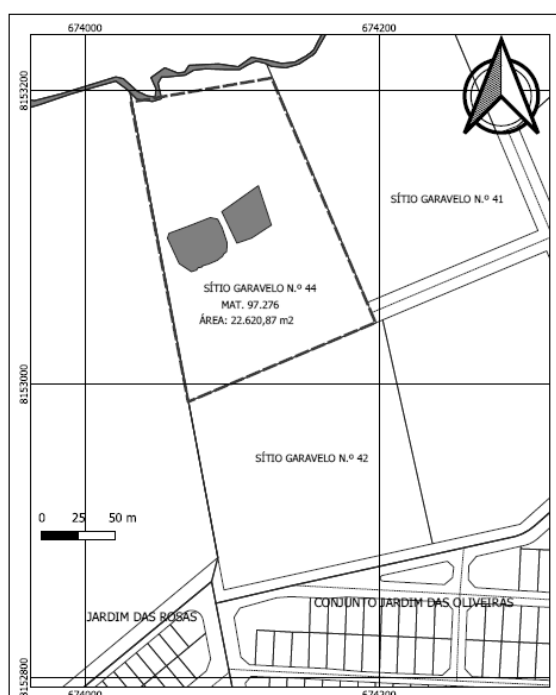 674000
674200
8153200
SÍTIO GARAVELO N.º 41
SÍTIO GARAVELO N.º 44
MAT. 97.276
ÁREA: 22.620,87 m2
8153000
SÍTIO GARAVELO N.º 42
0 25 50 m
JARDIM DAS ROSAS
CONJUNTO JARDIM DAS OLIVEIRAS
8152800
674000
674200